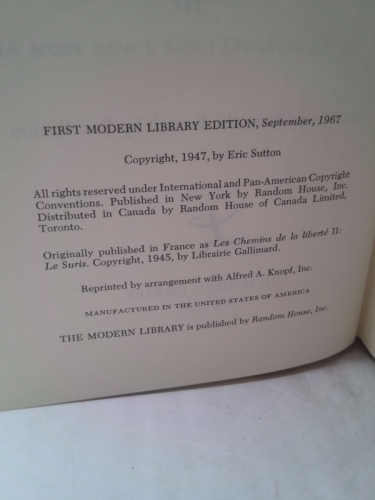 FIRST MODERN LIBRARY EDITION, September, 1967
Copyright, 1947, by Eric Sutton
All rights reserved under International and Pan-American Copyright
Conventions. Published in New York by Random House, Inc.
Distributed in Canada by Random House of Canada Limited,
Toronto.
Originally published in France as Les Chemins de la liberté II:
Le Suris. Copyright, 1945, by Librairie Gallimard.
Reprinted by arrangement with Alfred A. Knopf, Inc.
MANUFACTURED IN THE UNITED STATES OF AMERICA
THE MODERN LIBRARY is published by Random House, Inc.